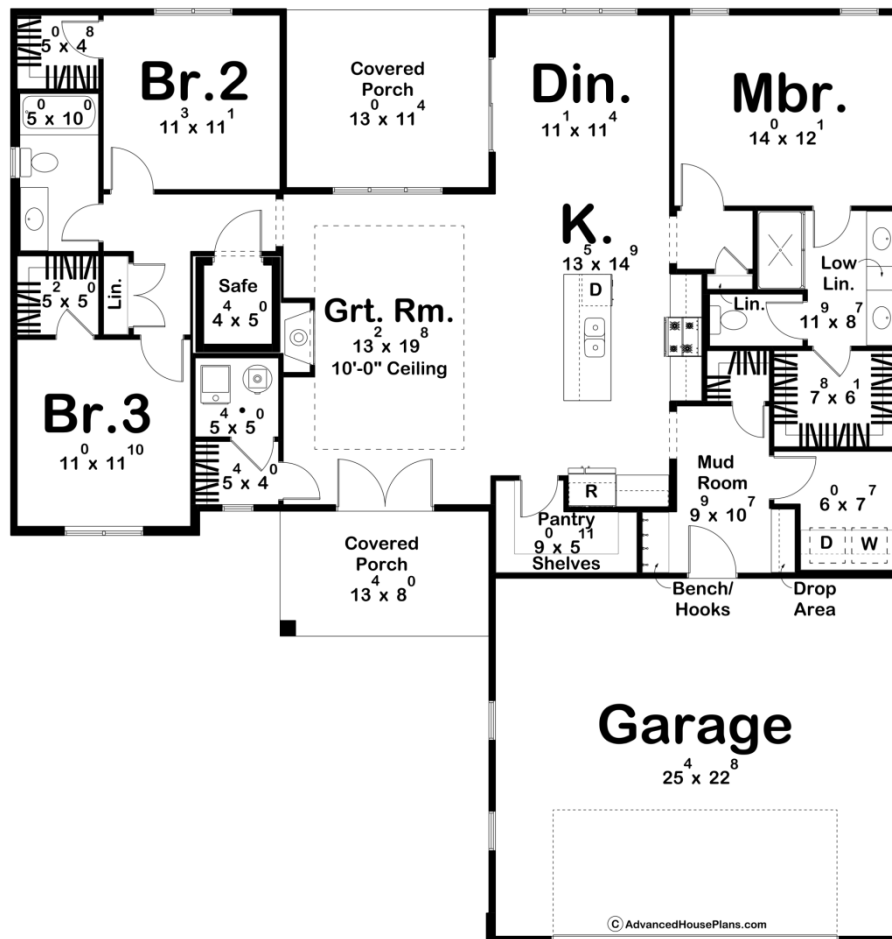 5⁰ x 4⁸
Br.2
11³ x 11¹
Covered
Porch
13⁰ x 11⁴
Din.
11¹ x 11⁴
Mbr.
14⁰ x 12¹
5⁰ x 10⁰
K.
13⁵ x 14⁹
D
Low
Lin.
Lin.
11⁹ x 8⁷
5² x 5⁰
Lin.
Safe
4⁴ x 5⁰
Grt. Rm.
13² x 19⁸
10'-0" Ceiling
7⁸ x 6¹
Br.3
11⁰ x 11¹⁰
5⁴ x 5⁰
5⁴ x 4⁰
R
Mud
Room
9⁹ x 10⁷
6⁰ x 7⁷
D
W
Pantry
9⁰ x 5¹¹
Shelves
Covered
Porch
13⁴ x 8⁰
Bench/
Hooks
Drop
Area
Garage
25⁴ x 22⁸
© AdvancedHousePlans.com